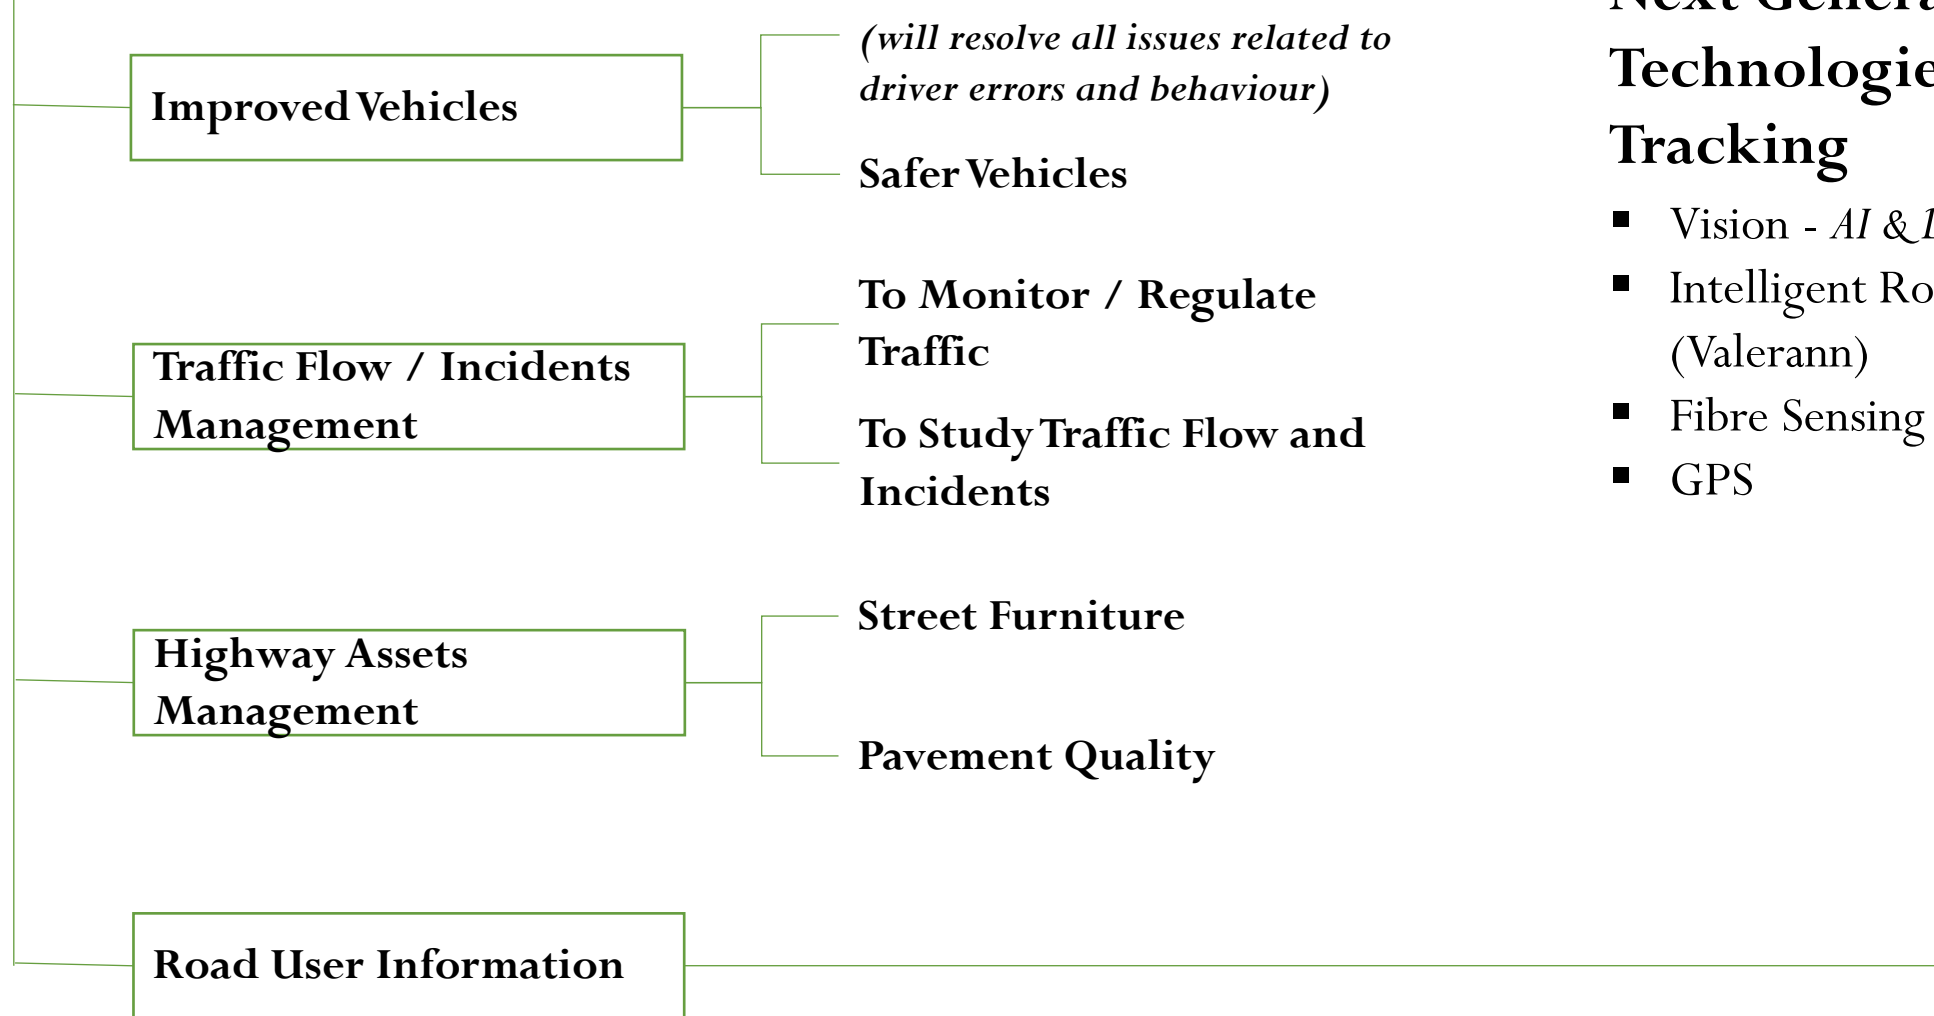 (will resolve all issues related to
driver errors and behaviour)
Improved Vehicles
Safer Vehicles
To Monitor / Regulate
Traffic
Traffic Flow / Incidents
Management
To Study Traffic Flow and
Incidents
Street Furniture
Highway Assets
Management
Pavement Quality
Road User Information
Next
Tracking
Vision - AI &
Intelligent
(Valerann)
Fibre Sensing
GPS